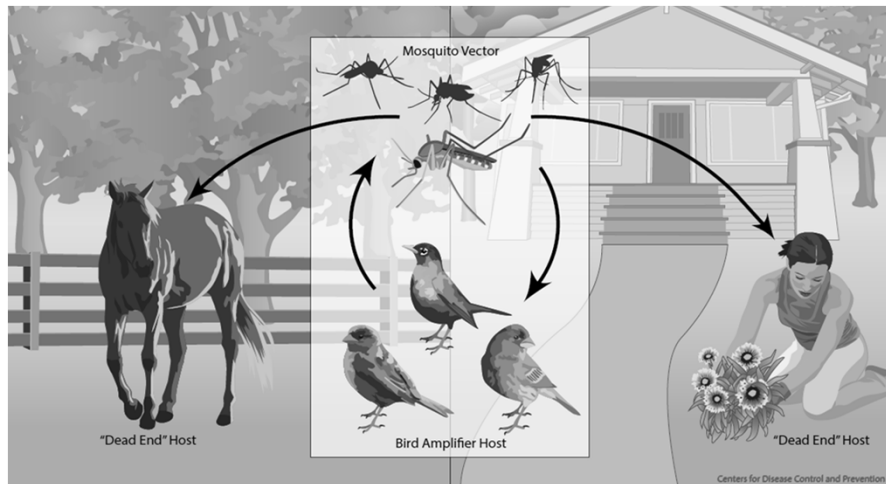 Mosquito Vector
"Dead End" Host
Bird Amplifier Host
"Dead End" Host
Centers for Disease Control and Prevention